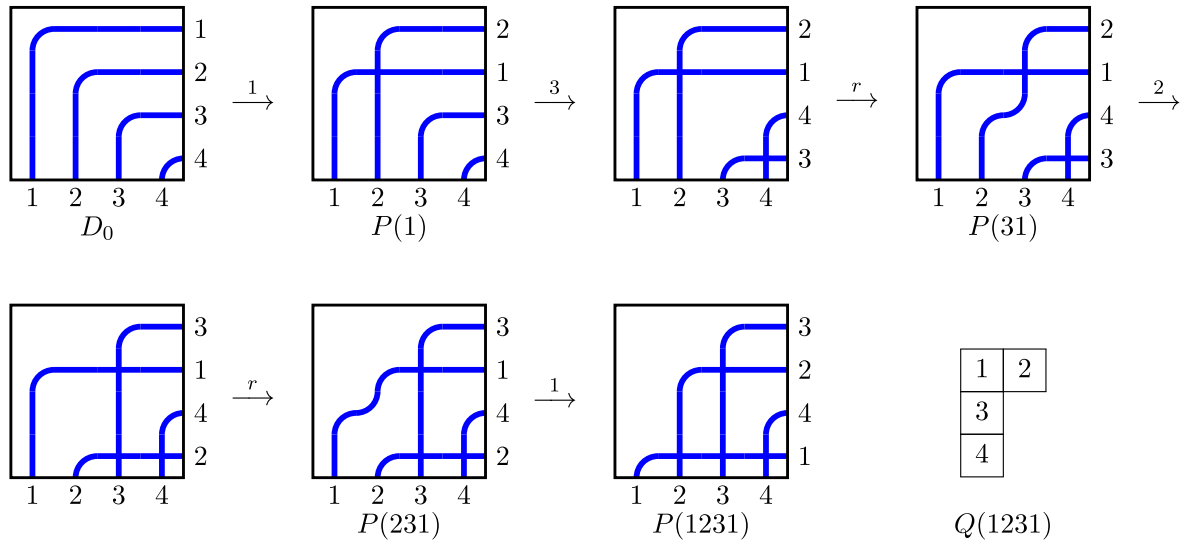 1 2 2 2
1 3 r 2
2 1 1 1
3 3 4 4
4 4 3 3
1 2 3 4 1 2 3 4 1 2 3 4 1 2 3 4
D₀ P(1) P(31)
3 3 3
r 1
1 1 2 1 2
4 4 4 3
2 2 1 4
1 2 3 4 1 2 3 4 1 2 3 4
P(231) P(1231) Q(1231)